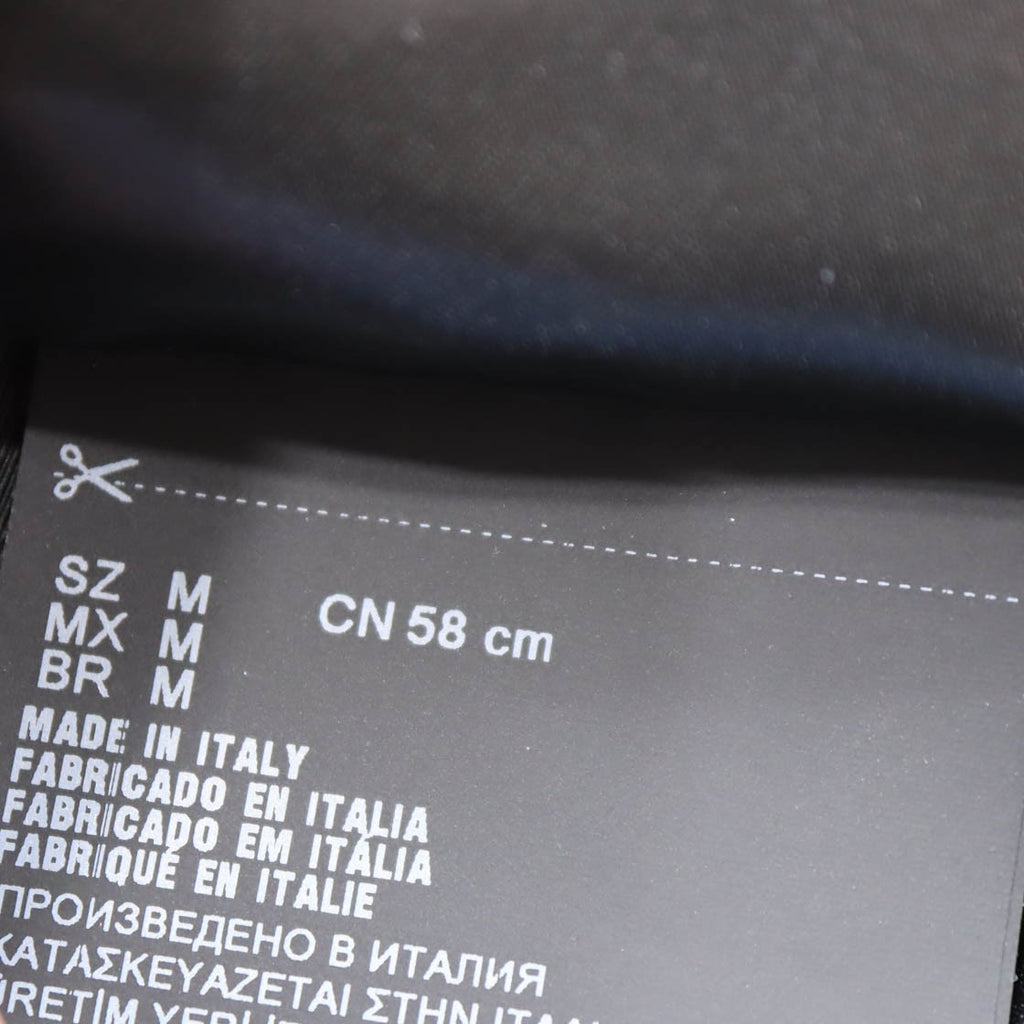 SZ M CN 58 cm
MX M
BR M
MADE IN ITALY
FABRICADO EN ITALIA
FABRICADO EM ITÁLIA
FABRIQUÉ EN ITALIE
ПРОИЗВЕДЕНО В ИТАЛИЯ
ΚΑΤΑΣΚΕΥΑΖΕΤΑΙ ΣΤΗΝ